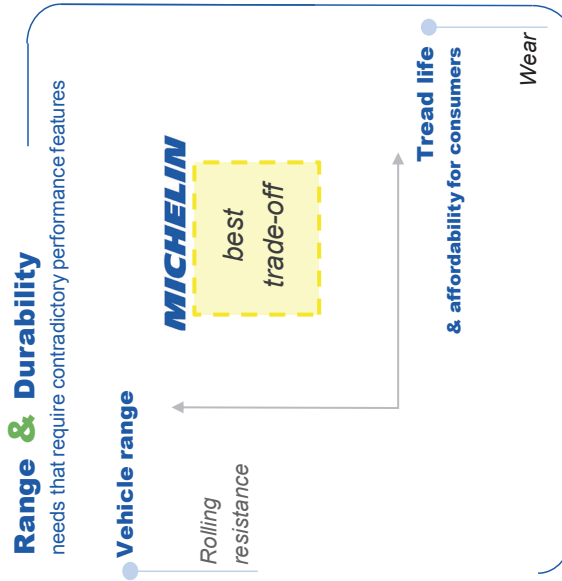 Range & Durability
needs that require contradictory performance features
Vehicle range
Rolling
resistance
MICHELIN
best
trade-off
Tread life
& affordability for consumers
Wear